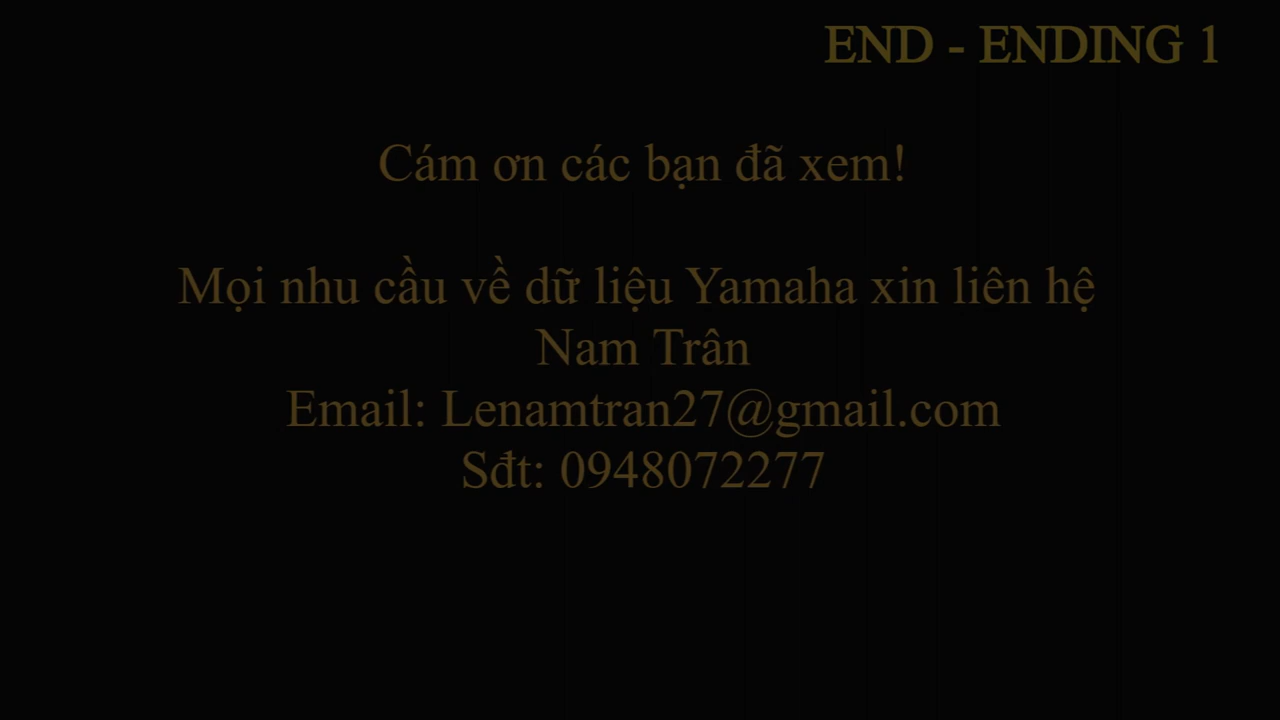 END - ENDING 1
Cám ơn các bạn đã xem!
Mọi nhu cầu về dữ liệu Yamaha xin liên hệ
Nam Trân
Email: Lenamtran27@gmail.com
Sđt: 0948072277